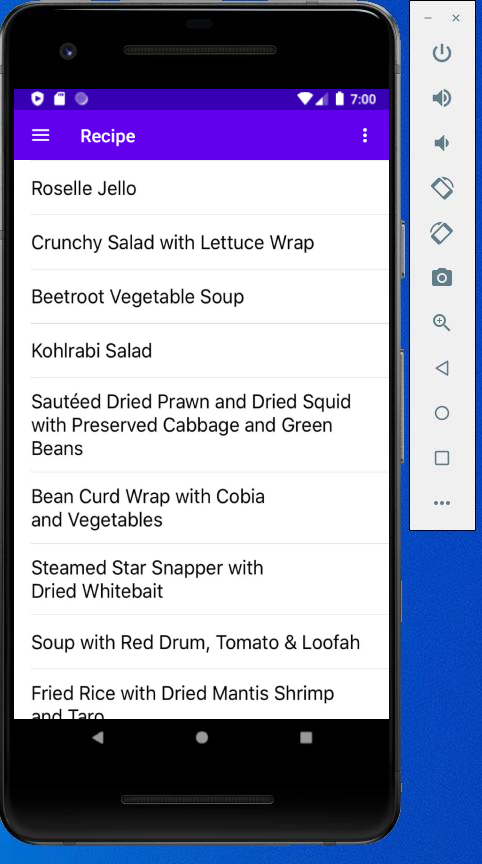 7:00
Recipe
Roselle Jello
Crunchy Salad with Lettuce Wrap
Beetroot Vegetable Soup
Kohlrabi Salad
Sautéed Dried Prawn and Dried Squid
with Preserved Cabbage and Green
Beans
Bean Curd Wrap with Cobia
and Vegetables
Steamed Star Snapper with
Dried Whitebait
Soup with Red Drum, Tomato & Loofah
Fried Rice with Dried Mantis Shrimp
and Taro